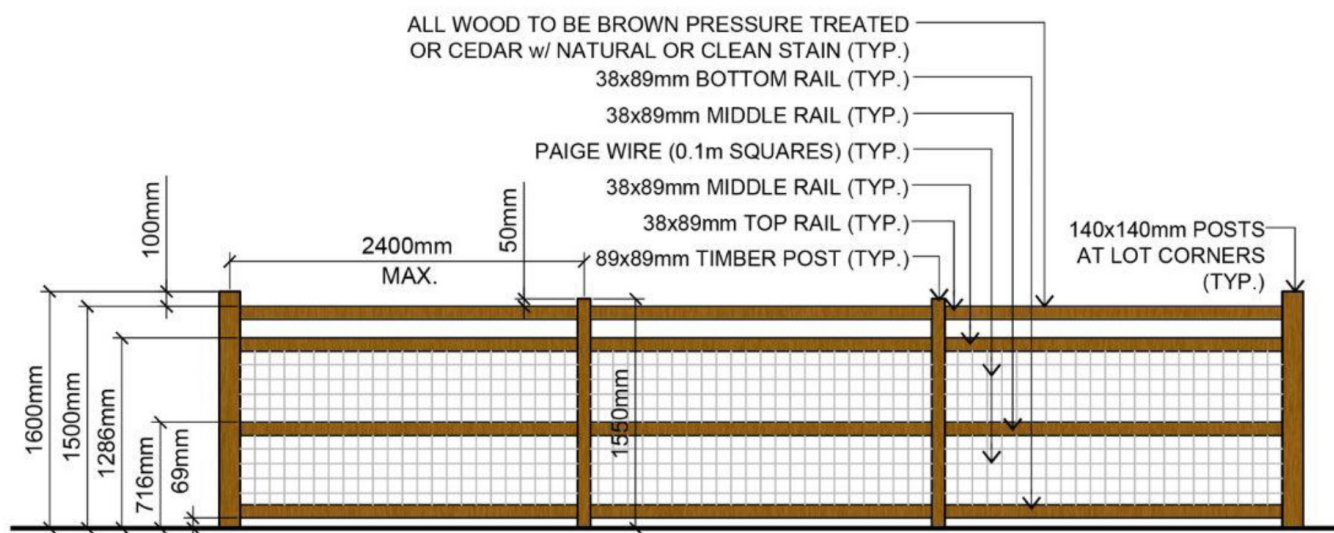 ALL WOOD TO BE BROWN PRESSURE TREATED
OR CEDAR w/ NATURAL OR CLEAN STAIN (TYP.)
38x89mm BOTTOM RAIL (TYP.)
38x89mm MIDDLE RAIL (TYP.)
PAIGE WIRE (0.1m SQUARES) (TYP.)
38x89mm MIDDLE RAIL (TYP.)
38x89mm TOP RAIL (TYP.)
89x89mm TIMBER POST (TYP.)
140x140mm POSTS
AT LOT CORNERS
(TYP.)
100mm
2400mm
MAX.
50mm
1600mm
1500mm
1286mm
716mm
69mm
1550mm